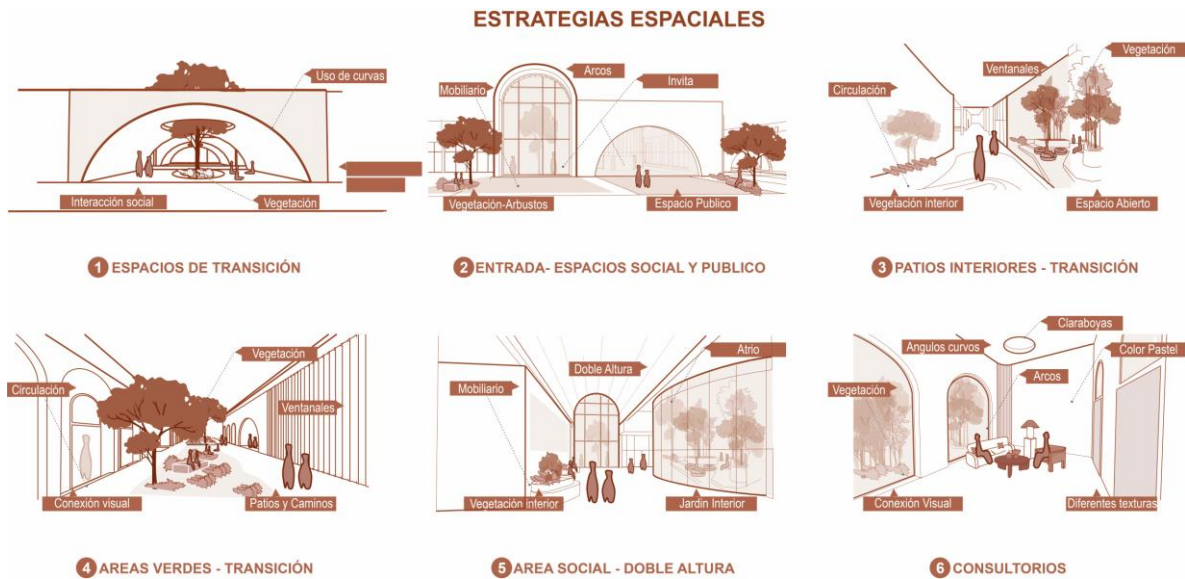 ESTRATEGIAS ESPACIALES
Uso de curvas
Interacción social
Vegetación
1 ESPACIOS DE TRANSICIÓN
Arcos
Mobiliario
Invita
Vegetación-Arbustos
Espacio Publico
2 ENTRADA- ESPACIOS SOCIAL Y PUBLICO
Vegetación
Ventanales
Circulación
Vegetación interior
Espacio Abierto
3 PATIOS INTERIORES - TRANSICIÓN
Vegetación
Circulación
Ventanales
Conexión visual
Patios y Caminos
4 AREAS VERDES - TRANSICIÓN
Atrio
Doble Altura
Mobiliario
Vegetación Interior
Jardin Interior
5 AREA SOCIAL - DOBLE ALTURA
Claraboyas
Angulos curvos
Color Pastel
Arcos
Vegetación
Conexión Visual
Diferentes texturas
6 CONSULTORIOS